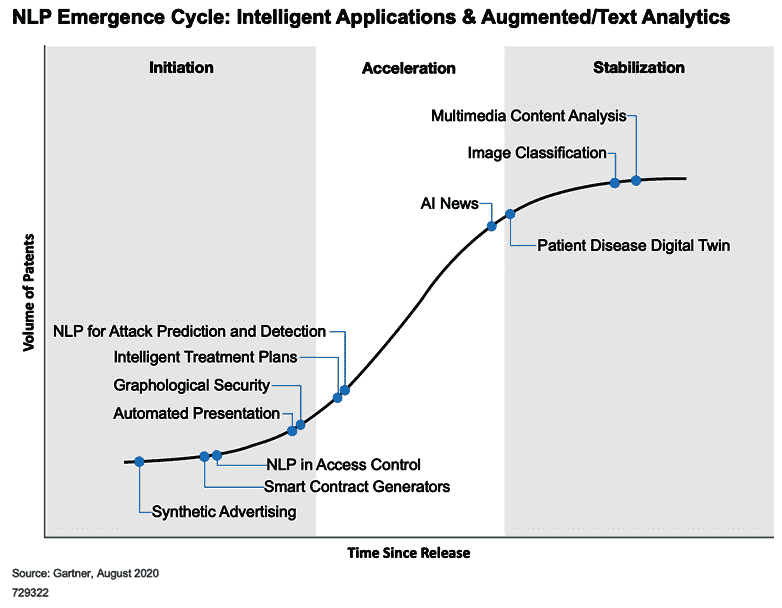 NLP Emergence Cycle: Intelligent Applications & Augmented/Text Analytics
Initiation
Acceleration
Stabilization
Multimedia Content Analysis
Image Classification
AI News
Patient Disease Digital Twin
NLP for Attack Prediction and Detection
Intelligent Treatment Plans
Graphological Security
Automated Presentation
NLP in Access Control
Smart Contract Generators
Synthetic Advertising
Volume of Patents
Time Since Release
Source: Gartner, August 2020
729322